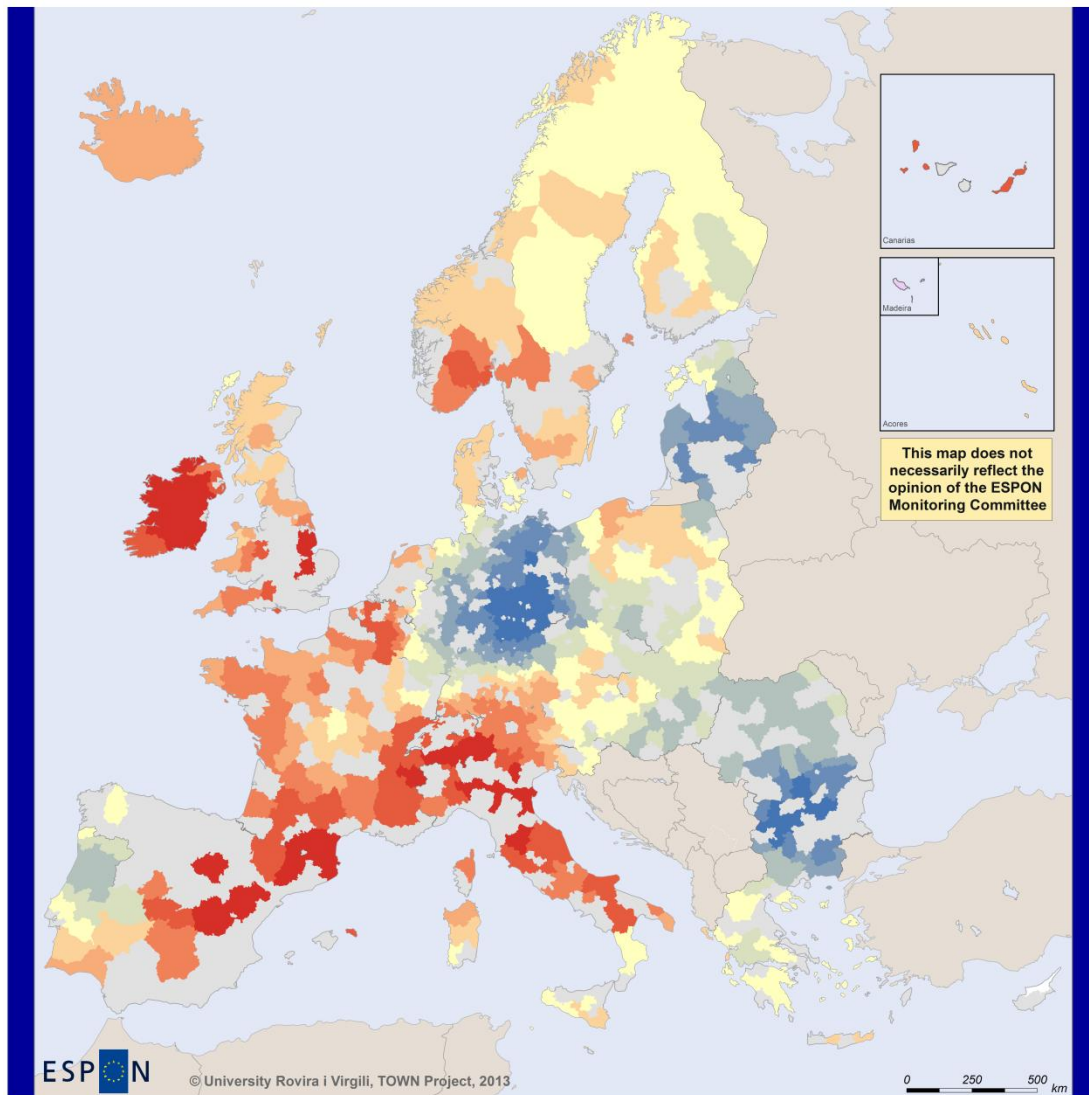 Canarias
Madeira
Acores
This map does not
necessarily reflect the
opinion of the ESPON
Monitoring Committee
ESPON
© University Rovira i Virgili, TOWN Project, 2013
0 250 500
km